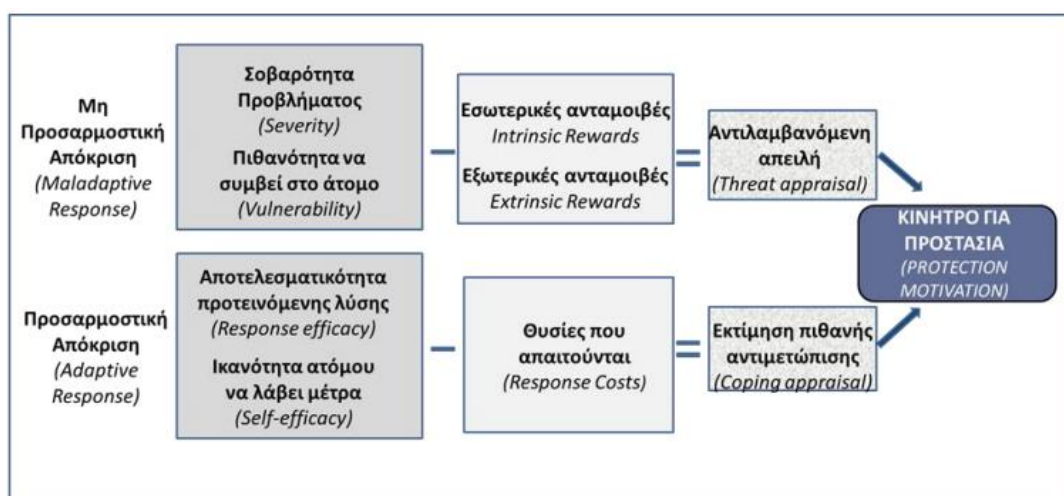 Μη
Προσαρμοστική
Απόκριση
(Maladaptive
Response)
Σοβαρότητα
Προβλήματος
(Severity)
Πιθανότητα να
συμβεί στο άτομο
(Vulnerability)
Εσωτερικές ανταμοιβές
Intrinsic Rewards
Εξωτερικές ανταμοιβές
Extrinsic Rewards
Αντιλαμβανόμενη
απειλή
(Threat appraisal)
ΚΙΝΗΤΡΟ ΓΙΑ
ΠΡΟΣΤΑΣΙΑ
(PROTECTION
MOTIVATION)
Προσαρμοστική
Απόκριση
(Adaptive
Response)
Αποτελεσματικότητα
προτεινόμενης λύσης
(Response efficacy)
Ικανότητα ατόμου
να λάβει μέτρα
(Self-efficacy)
Θυσίες που
απαιτούνται
(Response Costs)
Εκτίμηση πιθανής
αντιμετώπισης
(Coping appraisal)